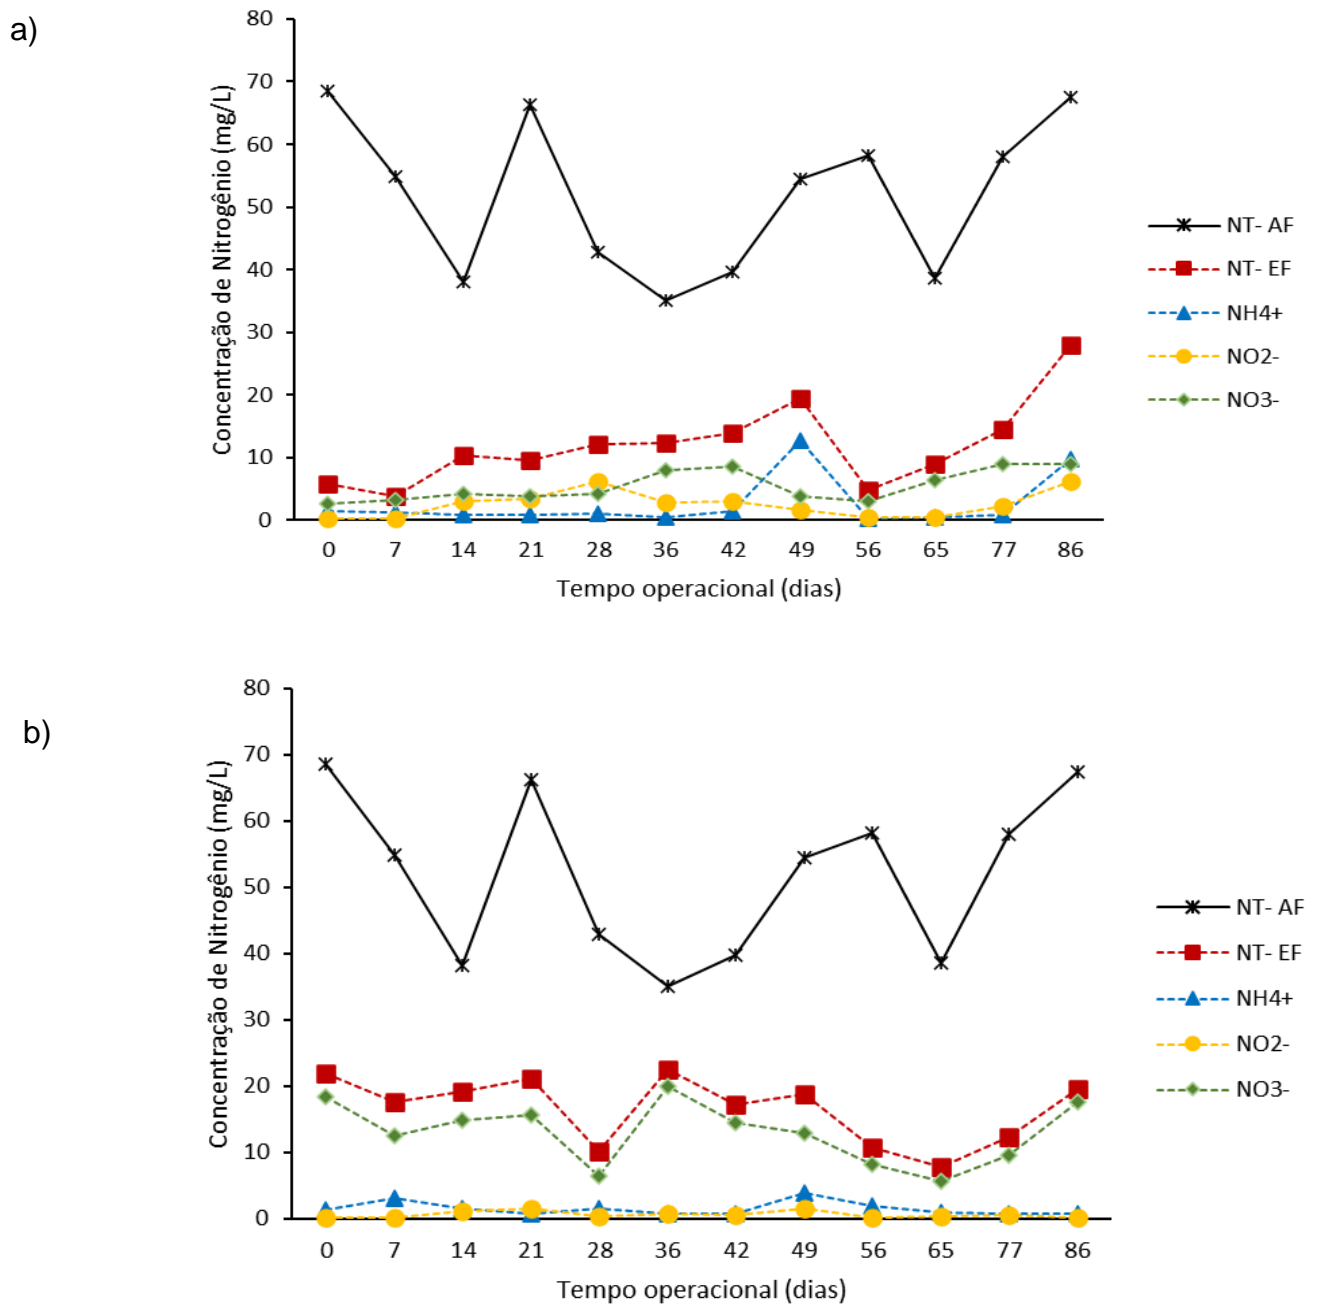 a)
Concentração de Nitrogênio (mg/L)
80
70
60
50
40
30
20
10
0
0 7 14 21 28 36 42 49 56 65 77 86
Tempo operacional (dias)
NT- AF
NT- EF
NH4+
NO2-
NO3-
b)
Concentração de Nitrogênio (mg/L)
80
70
60
50
40
30
20
10
0
0 7 14 21 28 36 42 49 56 65 77 86
Tempo operacional (dias)
NT- AF
NT- EF
NH4+
NO2-
NO3-